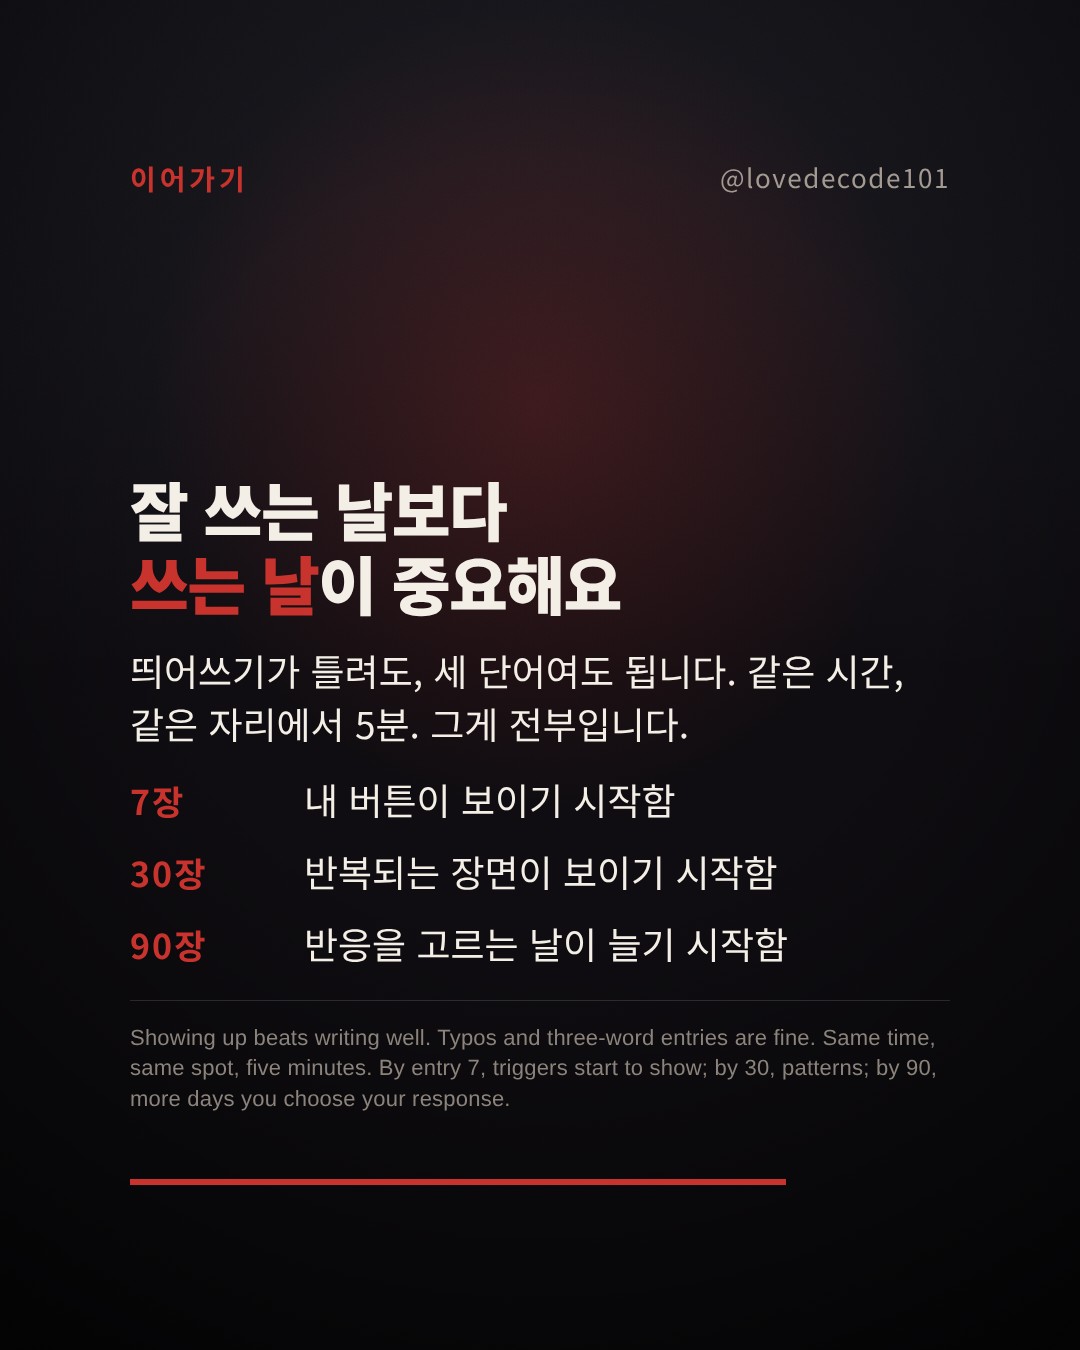 이어가기
@lovedecode101
잘 쓰는 날보다
쓰는 날이 중요해요
띄어쓰기가 틀려도, 세 단어여도 됩니다. 같은 시간,
같은 자리에서 5분. 그게 전부입니다.
7장 내 버튼이 보이기 시작함
30장 반복되는 장면이 보이기 시작함
90장 반응을 고르는 날이 늘기 시작함
Showing up beats writing well. Typos and three-word entries are fine. Same time,
same spot, five minutes. By entry 7, triggers start to show; by 30, patterns; by 90,
more days you choose your response.